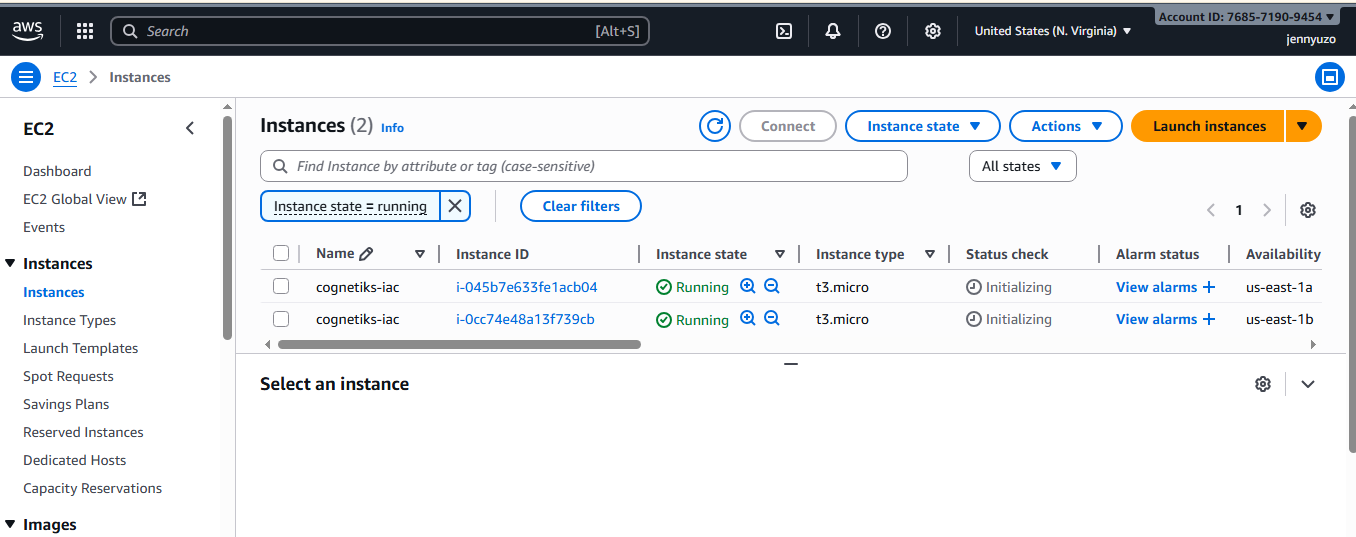 aws
Search [Alt+S]
United States (N. Virginia)
Account ID: 7685-7190-9454
jennyuzo
EC2 Instances
EC2
Dashboard
EC2 Global View
Events
Instances
Instances
Instance Types
Launch Templates
Spot Requests
Savings Plans
Reserved Instances
Dedicated Hosts
Capacity Reservations
Images
Instances (2) Info
Connect
Instance state
Actions
Launch instances
Find Instance by attribute or tag (case-sensitive)
All states
Instance state = running
Clear filters
1
Name Instance ID Instance state Instance type Status check Alarm status Availability
cognetiks-iac i-045b7e633fe1acb04 Running t3.micro Initializing View alarms + us-east-1a
cognetiks-iac i-0cc74e48a13f739cb Running t3.micro Initializing View alarms + us-east-1b
Select an instance